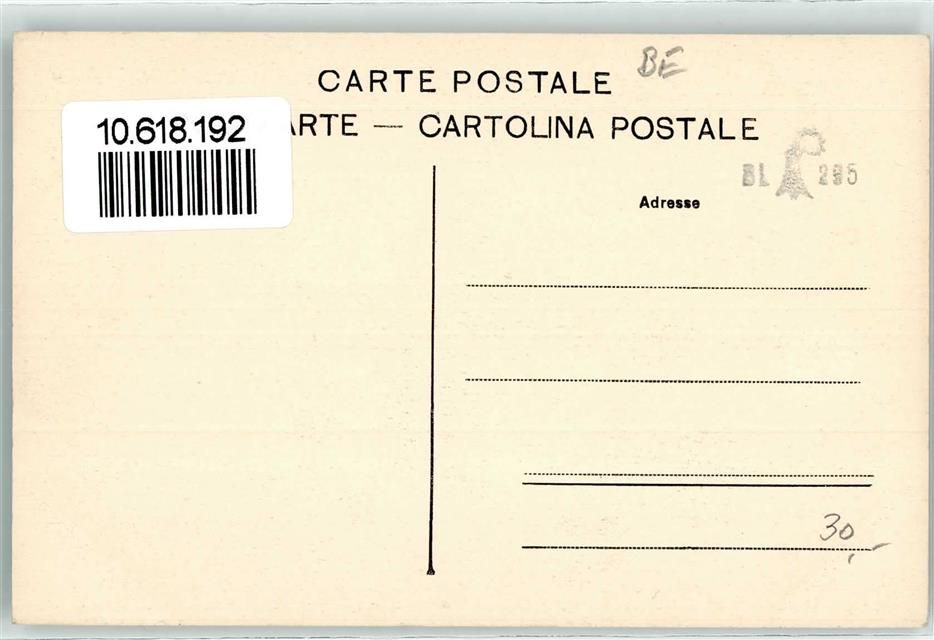 BE
CARTE POSTALE
10.618.192
ARTE — CARTOLINA POSTALE
BL 295
Adresse
30,-